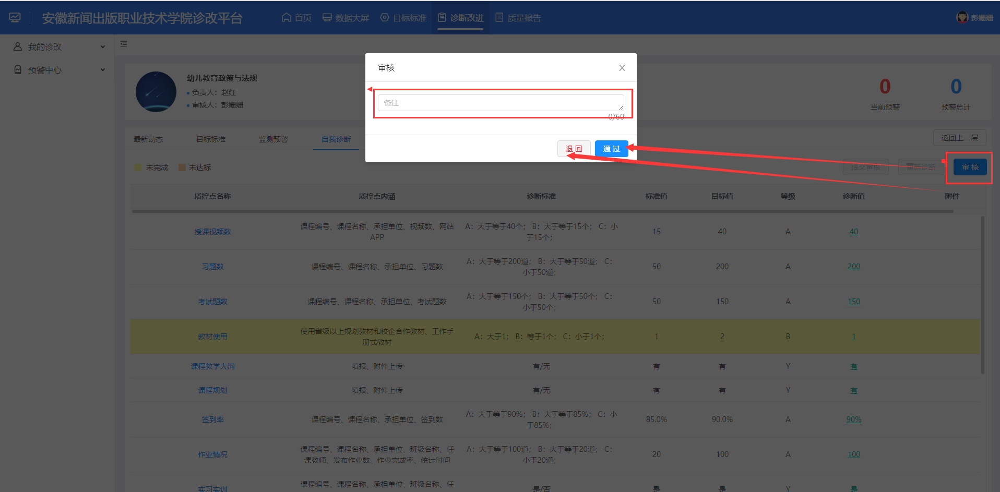 安徽新闻出版职业技术学院诊改平台
首页
数据大屏
目标标准
诊断改进
质量报告
彭姗姗
我的诊改
预警中心
幼儿教育政策与法规
负责人：赵红
审核人：彭姗姗
0
当前预警
0
预警总计
审核
备注
0/60
退 回
通 过
最新动态
目标标准
监测预警
自我诊断
返回上一层
未完成
未达标
提交审核
重新诊断
审 核
质控点名称 质控点内涵 诊断标准 标准值 目标值 等级 诊断值 附件
授课视频数
课程编号、课程名称、承担单位、视频数、网站
APP
A：大于等于40个； B：大于等于15个； C：小
于15个；
15 40 A 40
习题数
课程编号、课程名称、承担单位、习题数
A：大于等于200道； B：大于等于50道； C：
小于50道；
50 200 A 200
考试题数
课程编号、课程名称、承担单位、考试题数
A：大于等于150个； B：大于等于50个； C：
小于50个；
50 150 A 150
教材使用
使用省级以上规划教材和校企合作教材、工作手
册式教材
A：大于1； B：等于1个； C：小于1个；
1 2 B 1
课程教学大纲 填报、附件上传 有/无 有 有 Y 有
课程规划 填报、附件上传 有/无 有 有 Y 有
签到率
课程编号、课程名称、承担单位、签到数
A：大于等于90%； B：大于等于85%； C：小
于85%；
85.0% 90.0% A 90%
作业情况
课程编号、课程名称、承担单位、班级名称、任
课教师、发布作业数、作业完成率、统计时间
A：大于等于100道； B：大于等于20道； C：
小于20道；
20 100 A 100
实习实训
课程编号、课程名称、承担单位、班级名称、任
是/否 是 是 Y 是